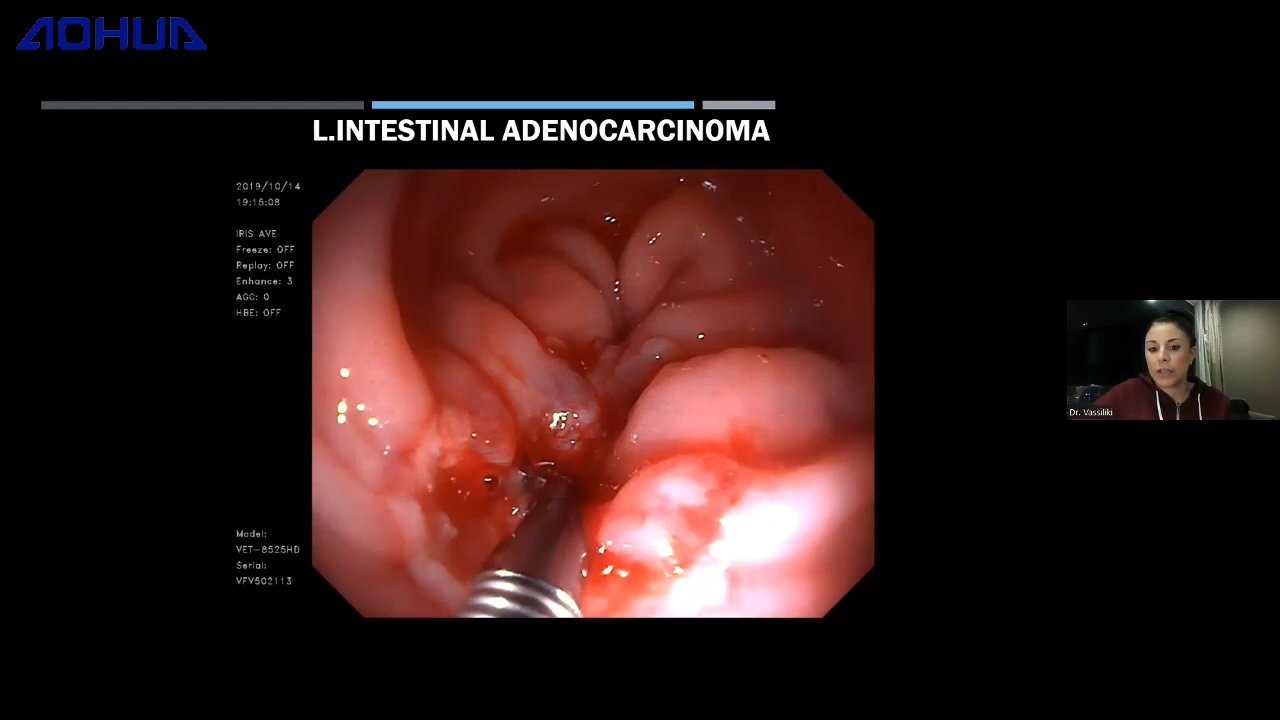 AOHUA
L.INTESTINAL ADENOCARCINOMA
2019/10/14
19:15:08
IRIS AVE
Freeze: OFF
Replay: OFF
Enhance: 3
AGC: 0
HBE: OFF
Model:
VET-8525HD
Serial:
VFV502113
Dr. Vassiliki